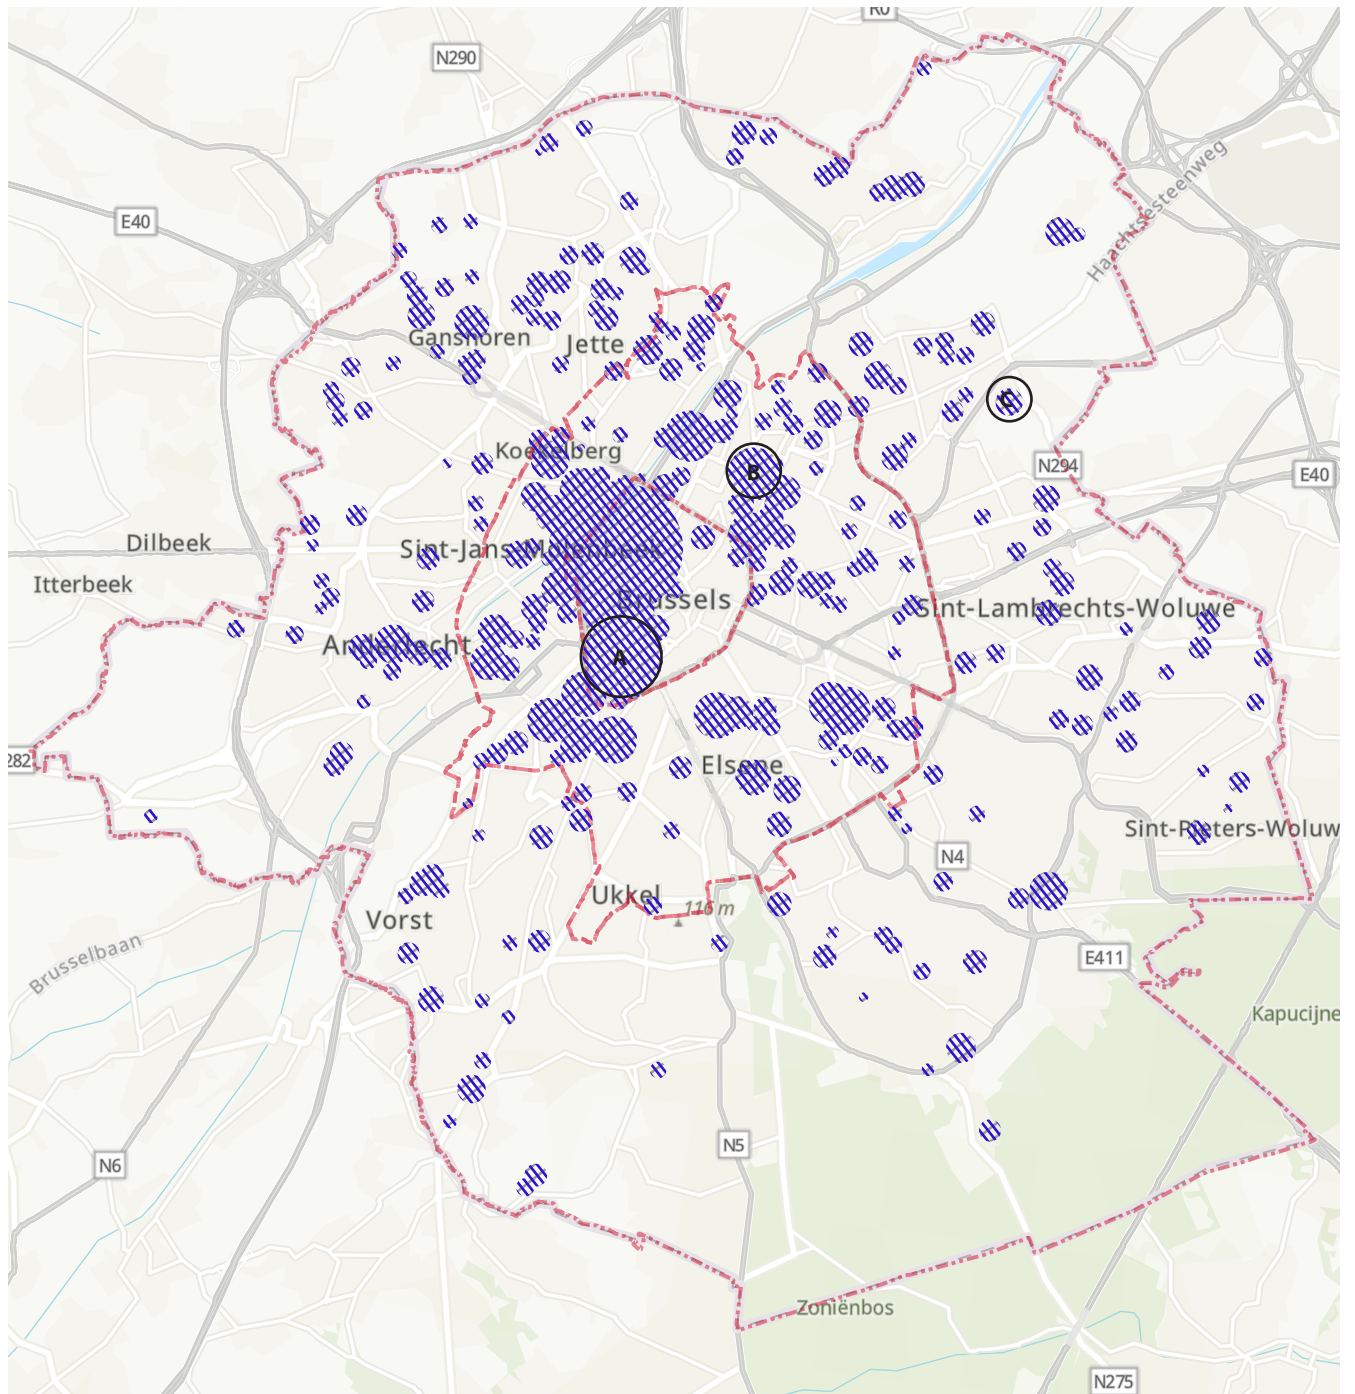 R0
N290
E40
Haachtsesteenweg
Ganshoren
Jette
C
Koekelberg
B
N294
E40
Dilbeek
Sint-Jans-Molenbeek
Itterbeek
Brussels
Sint-Lambrechts-Woluwe
Anderlecht
A
282
Elsene
Sint-Pieters-Woluw
N4
Ukkel
116 m
Vorst
Brusselbaan
E411
Kapucijne
N5
N6
Zoniënbos
N275